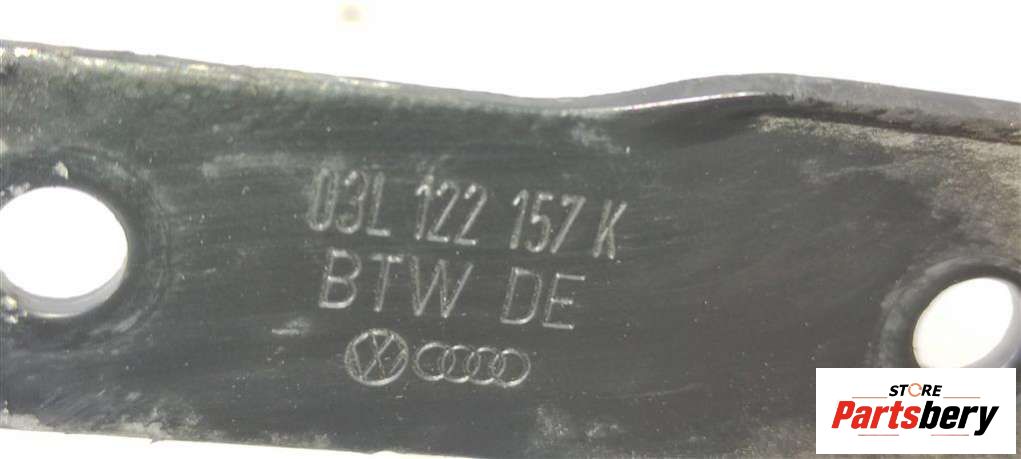 03L 122 157 K
BTW DE
STORE
Partsbery